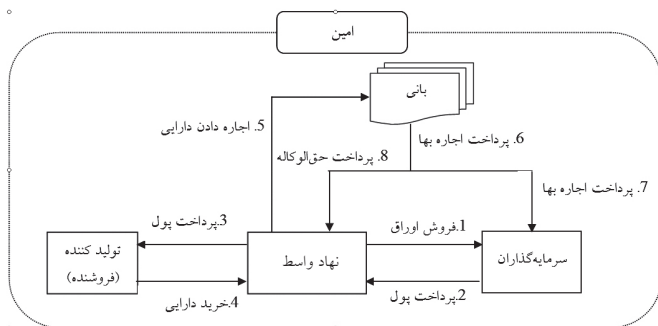 امین
بانی
5. اجاره دادن دارایی
6. پرداخت اجاره بها
8. پرداخت حق‌الوکاله
7. پرداخت اجاره بها
3.پرداخت پول
1.فروش اوراق
تولید کننده
(فروشنده)
نهاد واسط
سرمایه‌گذاران
4.خرید دارایی
2.پرداخت پول